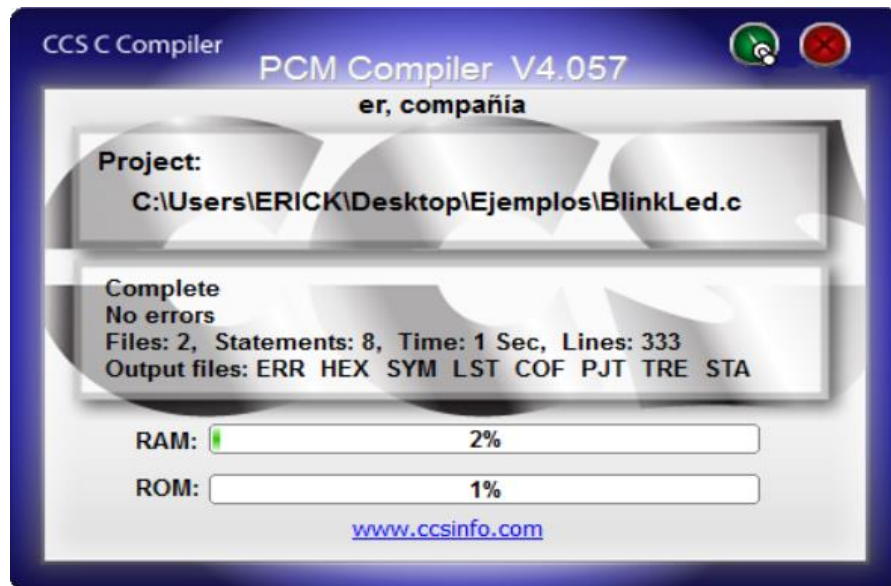 CCS C Compiler
PCM Compiler V4.057
er, compañía
Project:
C:\Users\ERICK\Desktop\Ejemplos\BlinkLed.c
Complete
No errors
Files: 2, Statements: 8, Time: 1 Sec, Lines: 333
Output files: ERR HEX SYM LST COF PJT TRE STA
RAM: 2%
ROM: 1%
www.ccsinfo.com